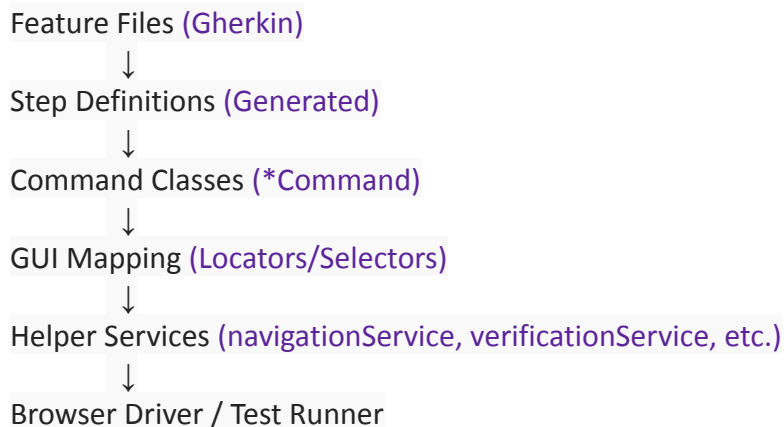 Feature Files (Gherkin)
↓
Step Definitions (Generated)
↓
Command Classes (*Command)
↓
GUI Mapping (Locators/Selectors)
↓
Helper Services (navigationService, verificationService, etc.)
↓
Browser Driver / Test Runner